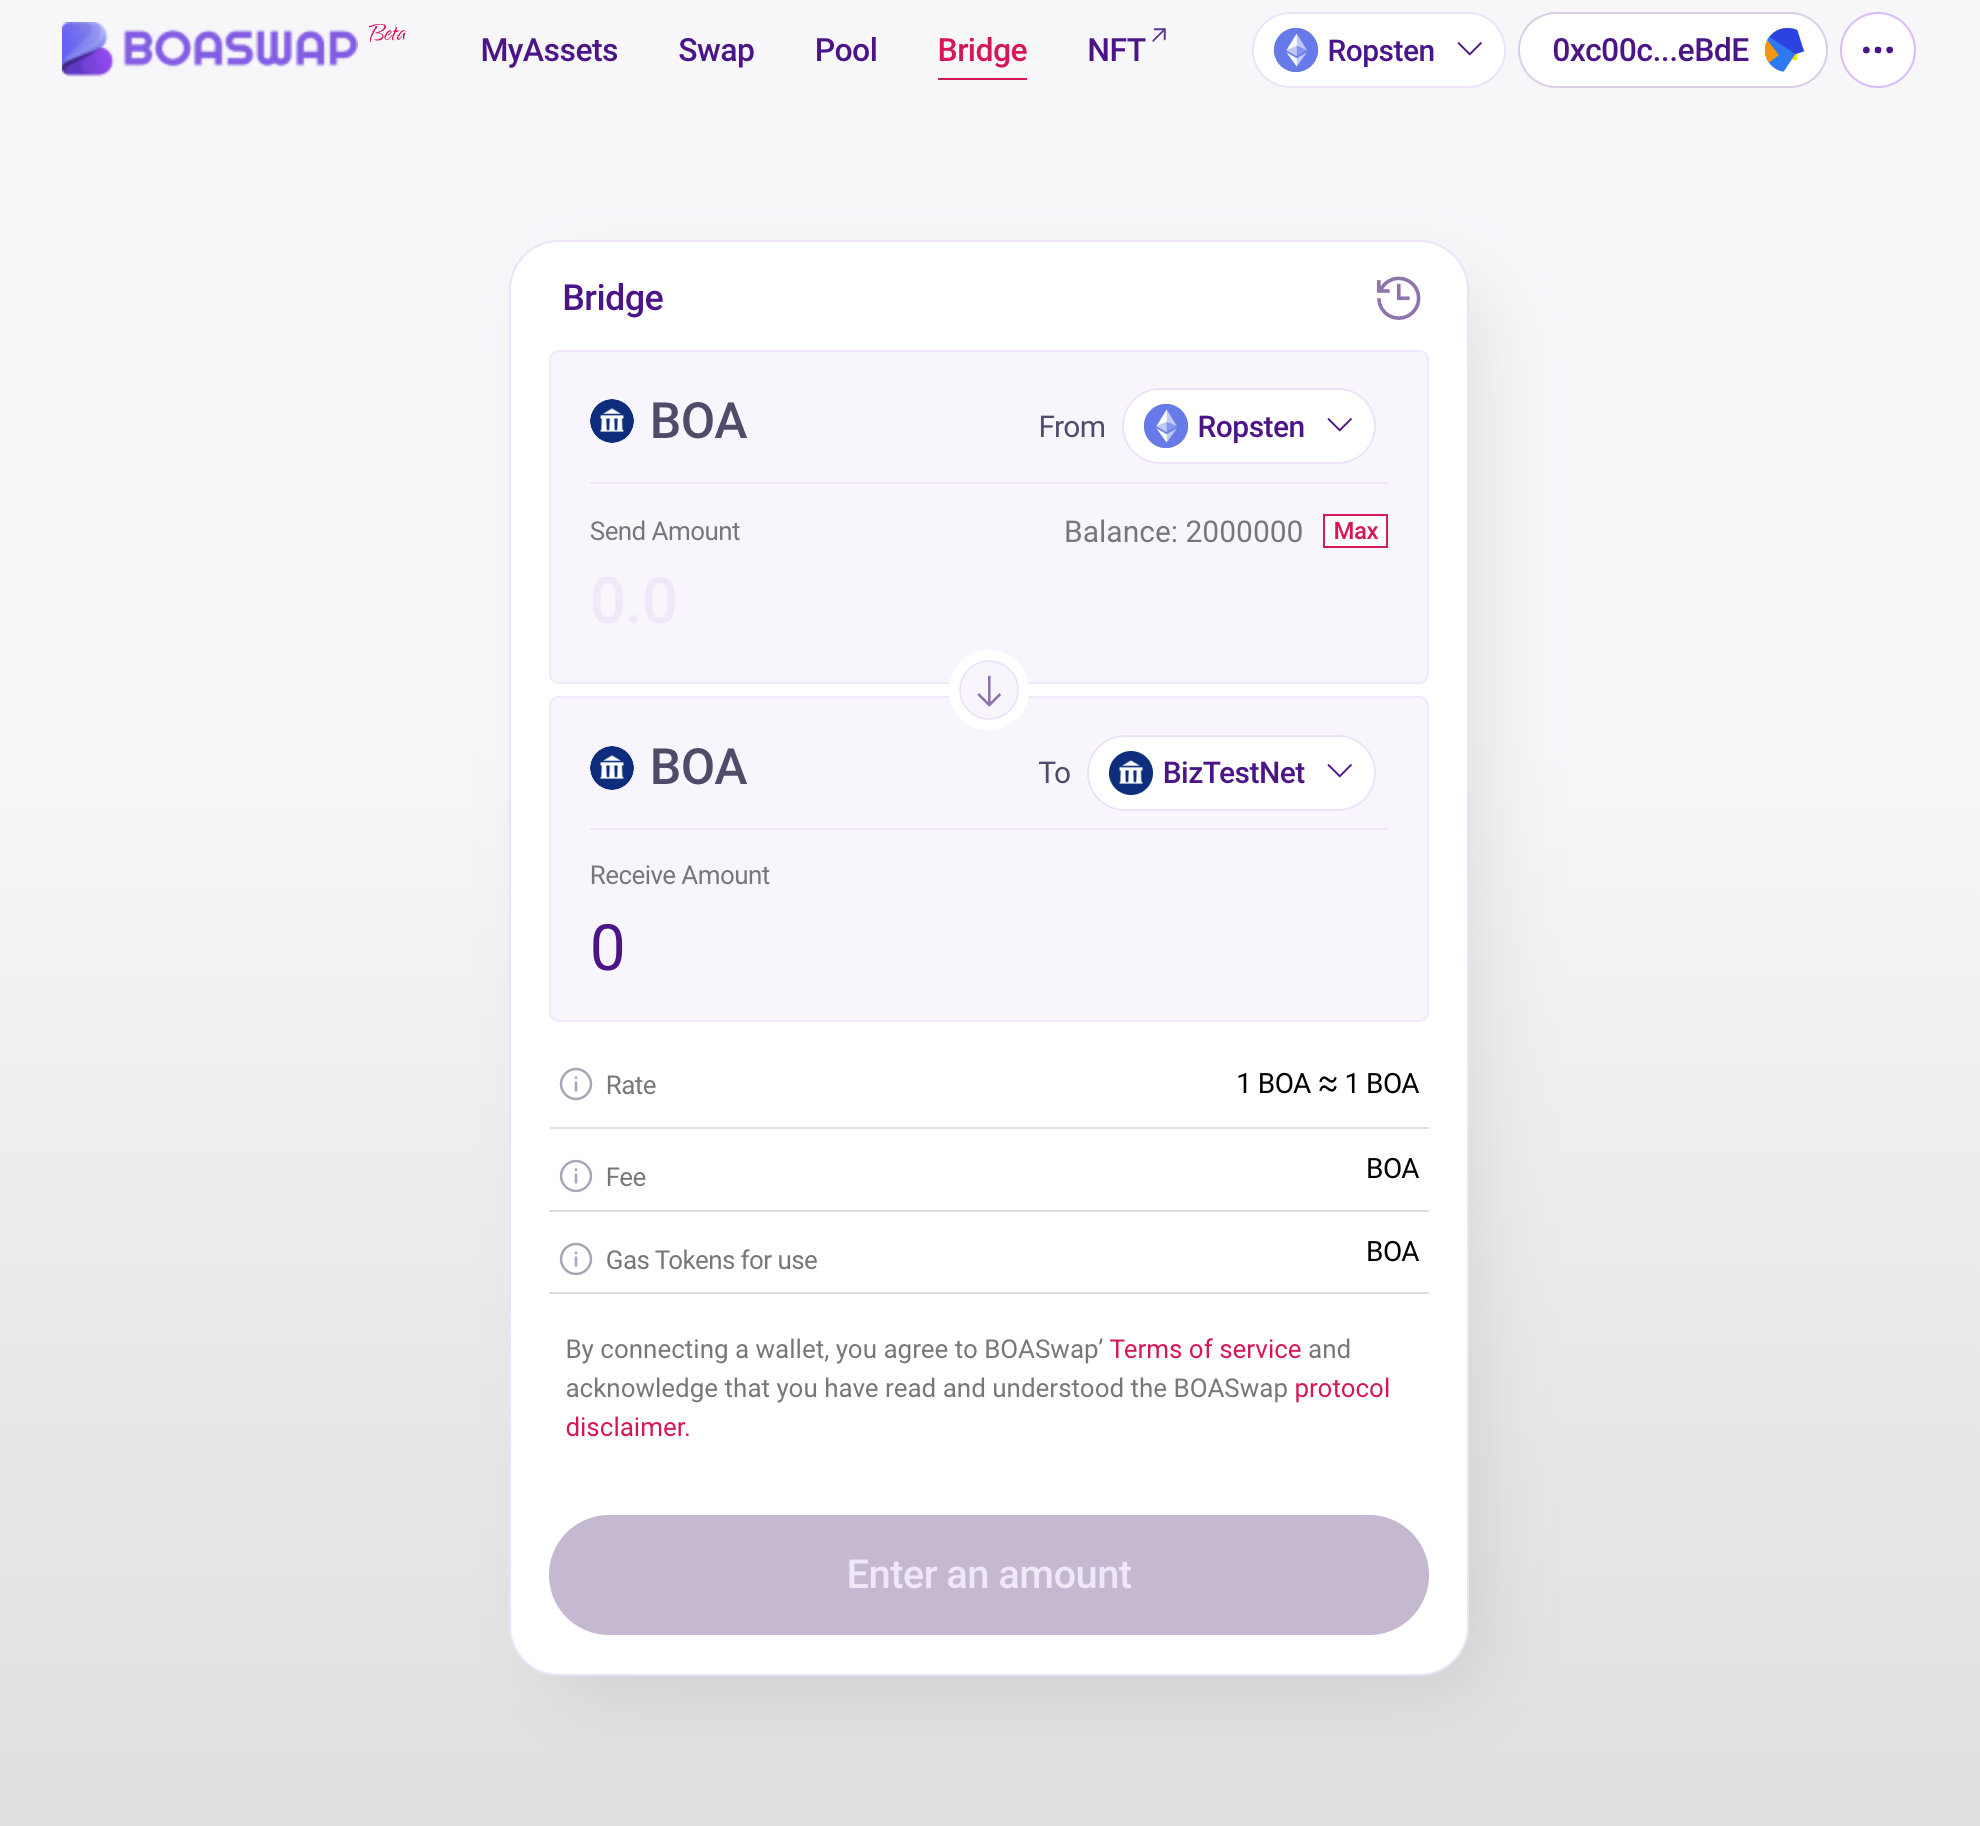 BOASWAP Beta MyAssets Swap Pool Bridge NFT Ropsten 0xc00c...eBdE
Bridge
BOA From Ropsten
Send Amount Balance: 2000000 Max
0.0
BOA To BizTestNet
Receive Amount
0
Rate 1 BOA ≈ 1 BOA
Fee BOA
Gas Tokens for use BOA
By connecting a wallet, you agree to BOASwap’ Terms of service and
acknowledge that you have read and understood the BOASwap protocol
disclaimer.
Enter an amount